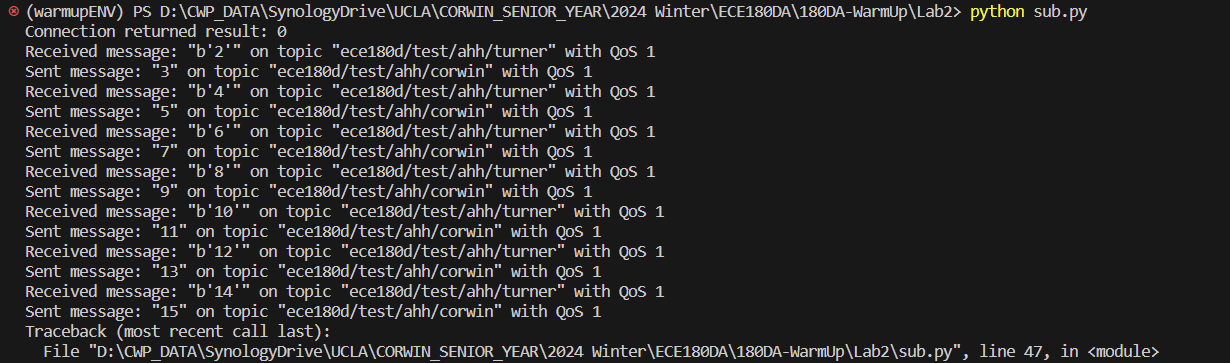 (warmupENV) PS D:\CWP_DATA\SynologyDrive\UCLA\CORWIN_SENIOR_YEAR\2024 Winter\ECE180DA\180DA-WarmUp\Lab2> python sub.py
Connection returned result: 0
Received message: "b'2'" on topic "ece180d/test/ahh/turner" with QoS 1
Sent message: "3" on topic "ece180d/test/ahh/corwin" with QoS 1
Received message: "b'4'" on topic "ece180d/test/ahh/turner" with QoS 1
Sent message: "5" on topic "ece180d/test/ahh/corwin" with QoS 1
Received message: "b'6'" on topic "ece180d/test/ahh/turner" with QoS 1
Sent message: "7" on topic "ece180d/test/ahh/corwin" with QoS 1
Received message: "b'8'" on topic "ece180d/test/ahh/turner" with QoS 1
Sent message: "9" on topic "ece180d/test/ahh/corwin" with QoS 1
Received message: "b'10'" on topic "ece180d/test/ahh/turner" with QoS 1
Sent message: "11" on topic "ece180d/test/ahh/corwin" with QoS 1
Received message: "b'12'" on topic "ece180d/test/ahh/turner" with QoS 1
Sent message: "13" on topic "ece180d/test/ahh/corwin" with QoS 1
Received message: "b'14'" on topic "ece180d/test/ahh/turner" with QoS 1
Sent message: "15" on topic "ece180d/test/ahh/corwin" with QoS 1
Traceback (most recent call last):
  File "D:\CWP_DATA\SynologyDrive\UCLA\CORWIN_SENIOR_YEAR\2024 Winter\ECE180DA\180DA-WarmUp\Lab2\sub.py", line 47, in <module>